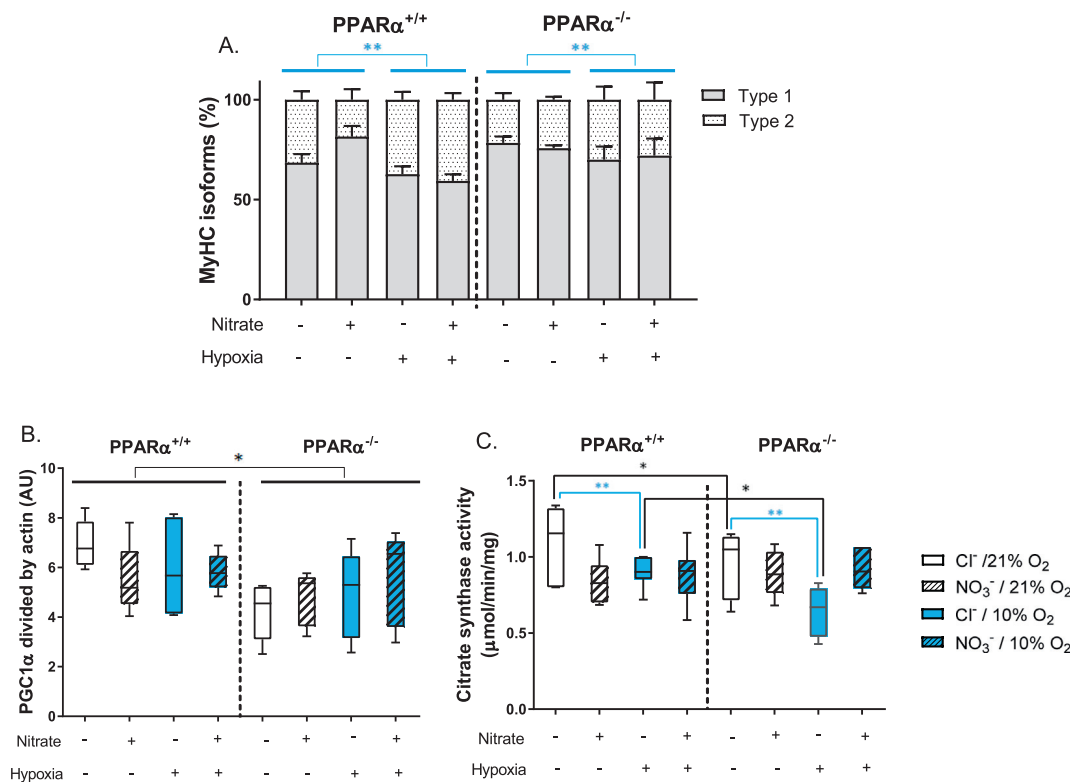 PPARα+/+ PPARα-/-
A.
** **
MyHC isoforms (%)
100
50
0
Type 1
Type 2
Nitrate - + - + - + - +
Hypoxia - - + + - - + +
B.
PPARα+/+ PPARα-/-
*
PGC1α divided by actin (AU)
10
8
6
4
2
0
Nitrate - + - + - + - +
Hypoxia - - + + - - + +
C.
PPARα+/+ PPARα-/-
*
** *
**
Citrate synthase activity
(μmol/min/mg)
1.5
1.0
0.5
0.0
Nitrate - + - + - + - +
Hypoxia - - + + - - + +
Cl- /21% O2
NO3- / 21% O2
Cl- / 10% O2
NO3- / 10% O2